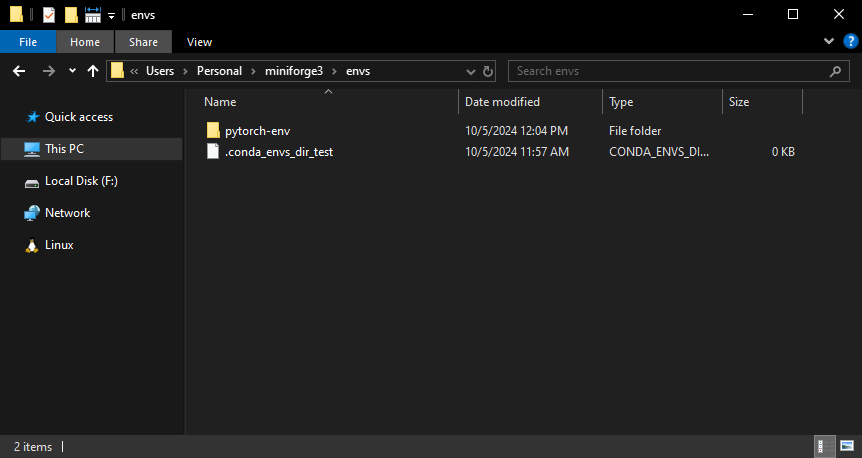 envs
File Home Share View
« Users > Personal > miniforge3 > envs
Search envs
Quick access
This PC
Local Disk (F:)
Network
Linux
Name Date modified Type Size
pytorch-env 10/5/2024 12:04 PM File folder
.conda_envs_dir_test 10/5/2024 11:57 AM CONDA_ENVS_DI... 0 KB
2 items